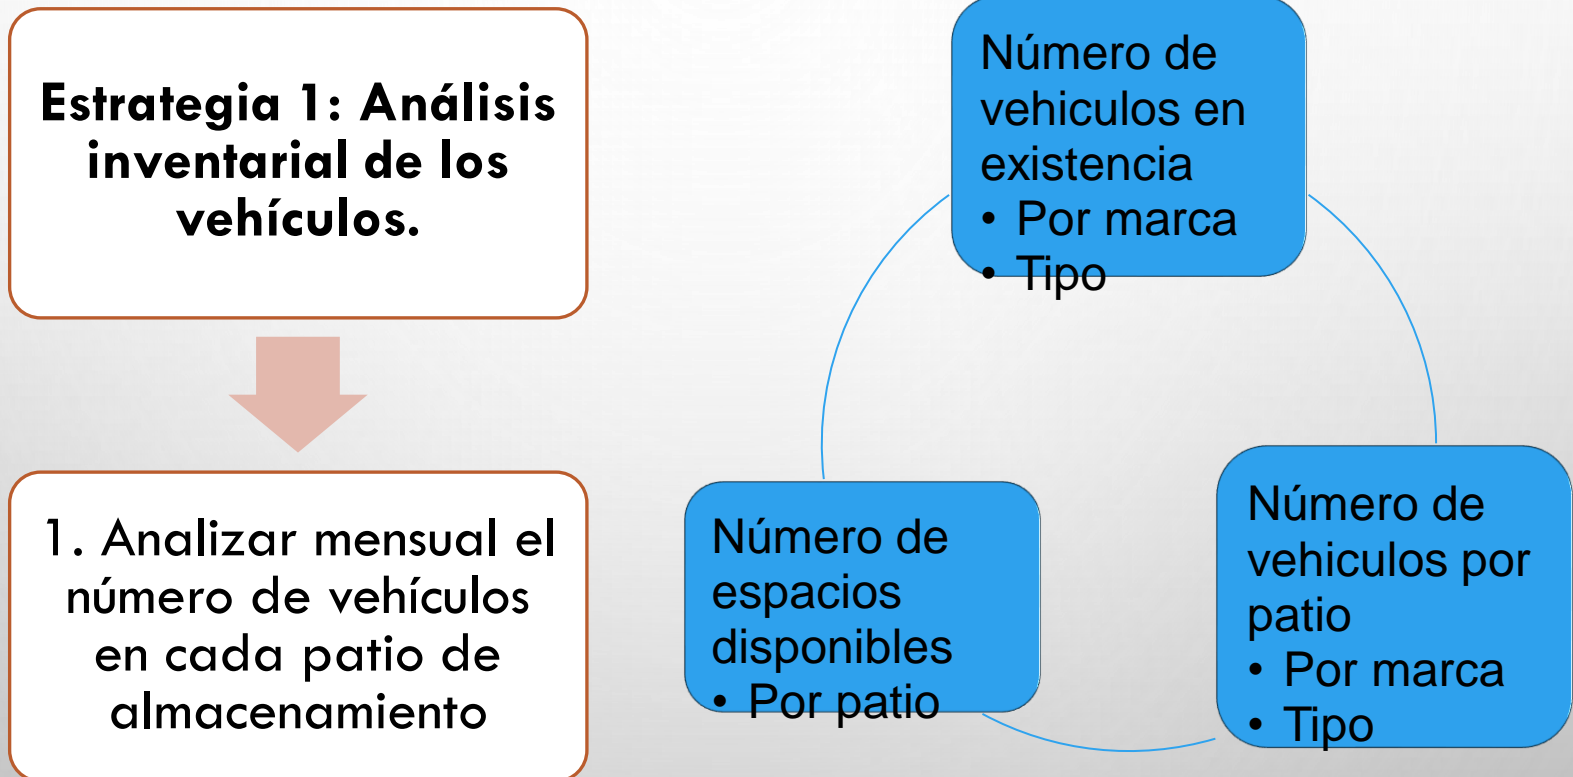 Estrategia 1: Análisis
inventarial de los
vehículos.
1. Analizar mensual el
número de vehículos
en cada patio de
almacenamiento
Número de
vehiculos en
existencia
• Por marca
• Tipo
Número de
vehiculos por
patio
• Por marca
• Tipo
Número de
espacios
disponibles
• Por patio